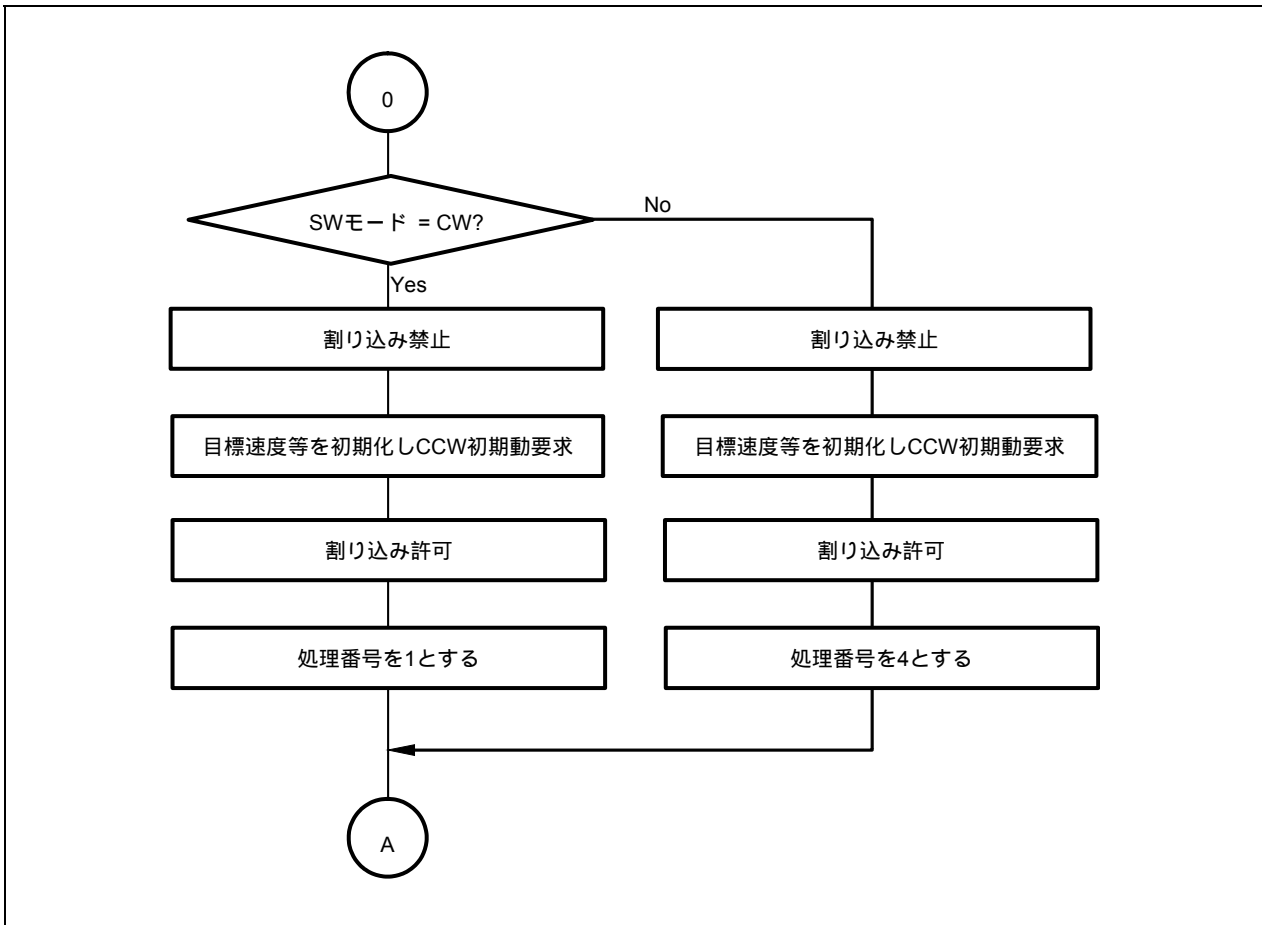 0
SWモード = CW?
No
Yes
割り込み禁止
割り込み禁止
目標速度等を初期化しCCW初期動要求
目標速度等を初期化しCCW初期動要求
割り込み許可
割り込み許可
処理番号を1とする
処理番号を4とする
A